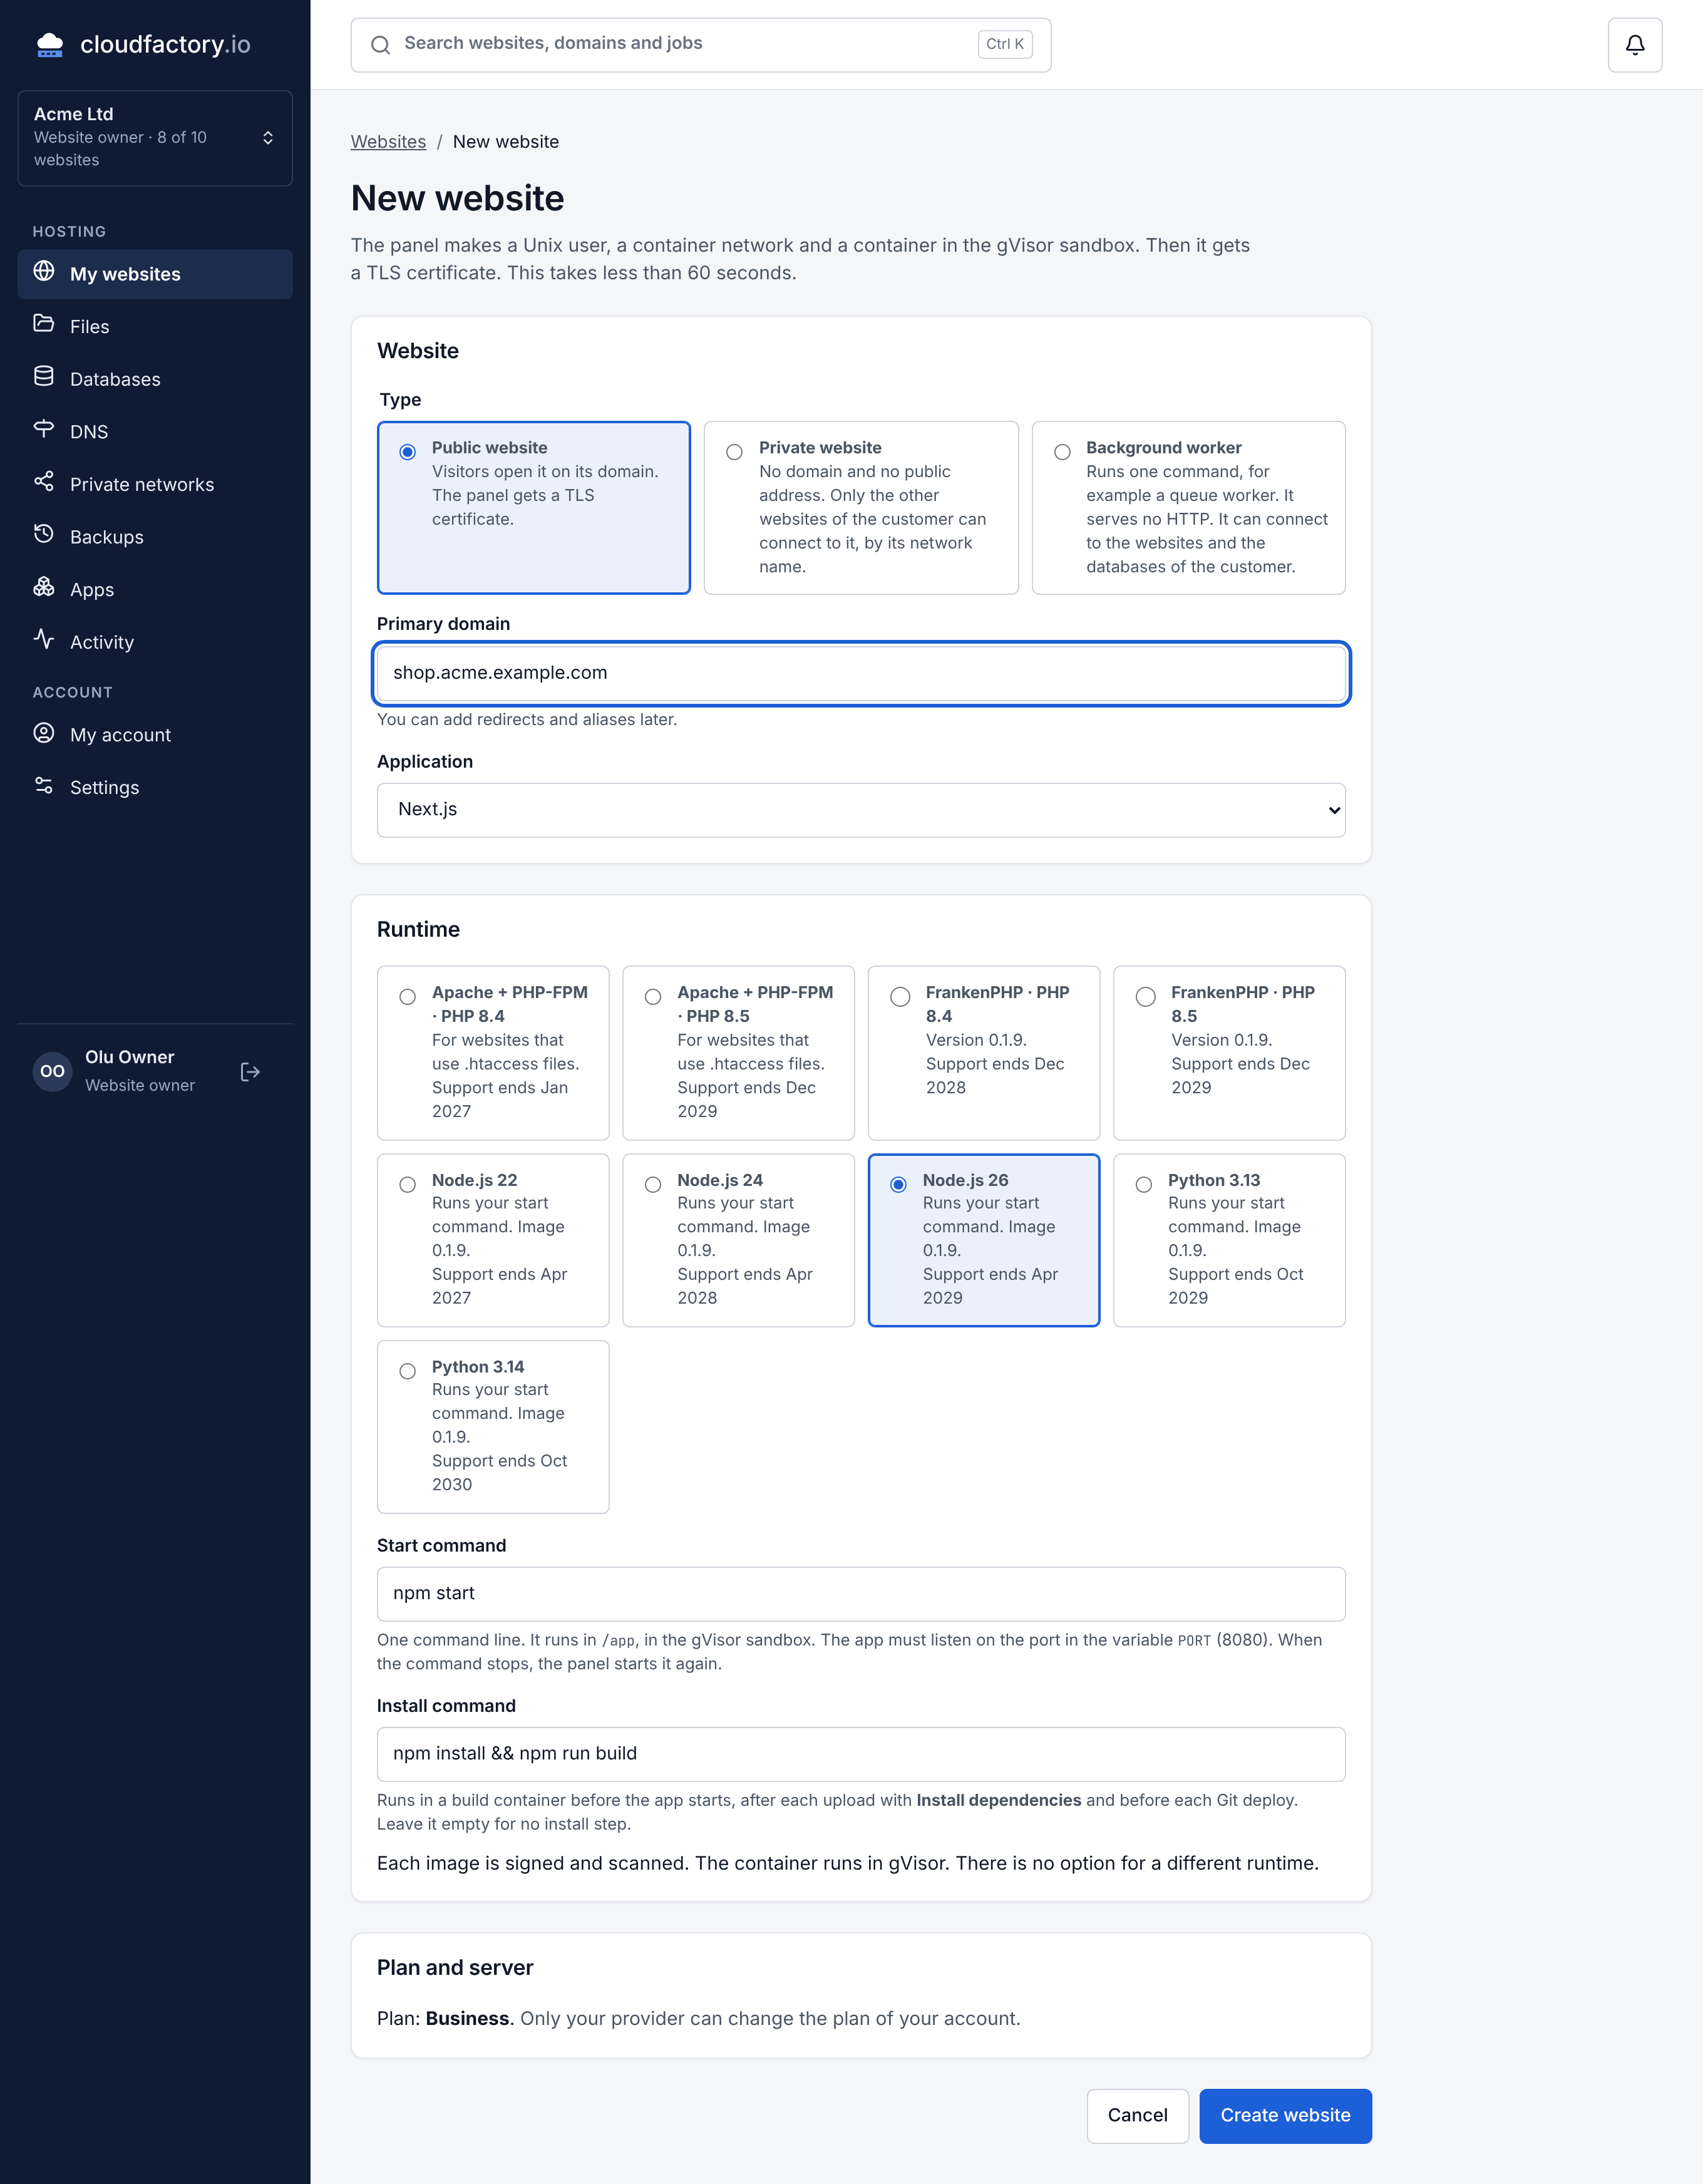 cloudfactory.io
Acme Ltd
Website owner · 8 of 10
websites
HOSTING
My websites
Files
Databases
DNS
Private networks
Backups
Apps
Activity
ACCOUNT
My account
Settings
OO
Olu Owner
Website owner
Search websites, domains and jobs
Ctrl K
Websites / New website
New website
The panel makes a Unix user, a container network and a container in the gVisor sandbox. Then it gets
a TLS certificate. This takes less than 60 seconds.
Website
Type
Public website
Visitors open it on its domain.
The panel gets a TLS
certificate.
Private website
No domain and no public
address. Only the other
websites of the customer can
connect to it, by its network
name.
Background worker
Runs one command, for
example a queue worker. It
serves no HTTP. It can connect
to the websites and the
databases of the customer.
Primary domain
shop.acme.example.com
You can add redirects and aliases later.
Application
Next.js
Runtime
Apache + PHP-FPM
· PHP 8.4
For websites that
use .htaccess files.
Support ends Jan
2027
Apache + PHP-FPM
· PHP 8.5
For websites that
use .htaccess files.
Support ends Dec
2029
FrankenPHP · PHP
8.4
Version 0.1.9.
Support ends Dec
2028
FrankenPHP · PHP
8.5
Version 0.1.9.
Support ends Dec
2029
Node.js 22
Runs your start
command. Image
0.1.9.
Support ends Apr
2027
Node.js 24
Runs your start
command. Image
0.1.9.
Support ends Apr
2028
Node.js 26
Runs your start
command. Image
0.1.9.
Support ends Apr
2029
Python 3.13
Runs your start
command. Image
0.1.9.
Support ends Oct
2029
Python 3.14
Runs your start
command. Image
0.1.9.
Support ends Oct
2030
Start command
npm start
One command line. It runs in /app, in the gVisor sandbox. The app must listen on the port in the variable PORT (8080). When
the command stops, the panel starts it again.
Install command
npm install && npm run build
Runs in a build container before the app starts, after each upload with Install dependencies and before each Git deploy.
Leave it empty for no install step.
Each image is signed and scanned. The container runs in gVisor. There is no option for a different runtime.
Plan and server
Plan: Business. Only your provider can change the plan of your account.
Cancel
Create website